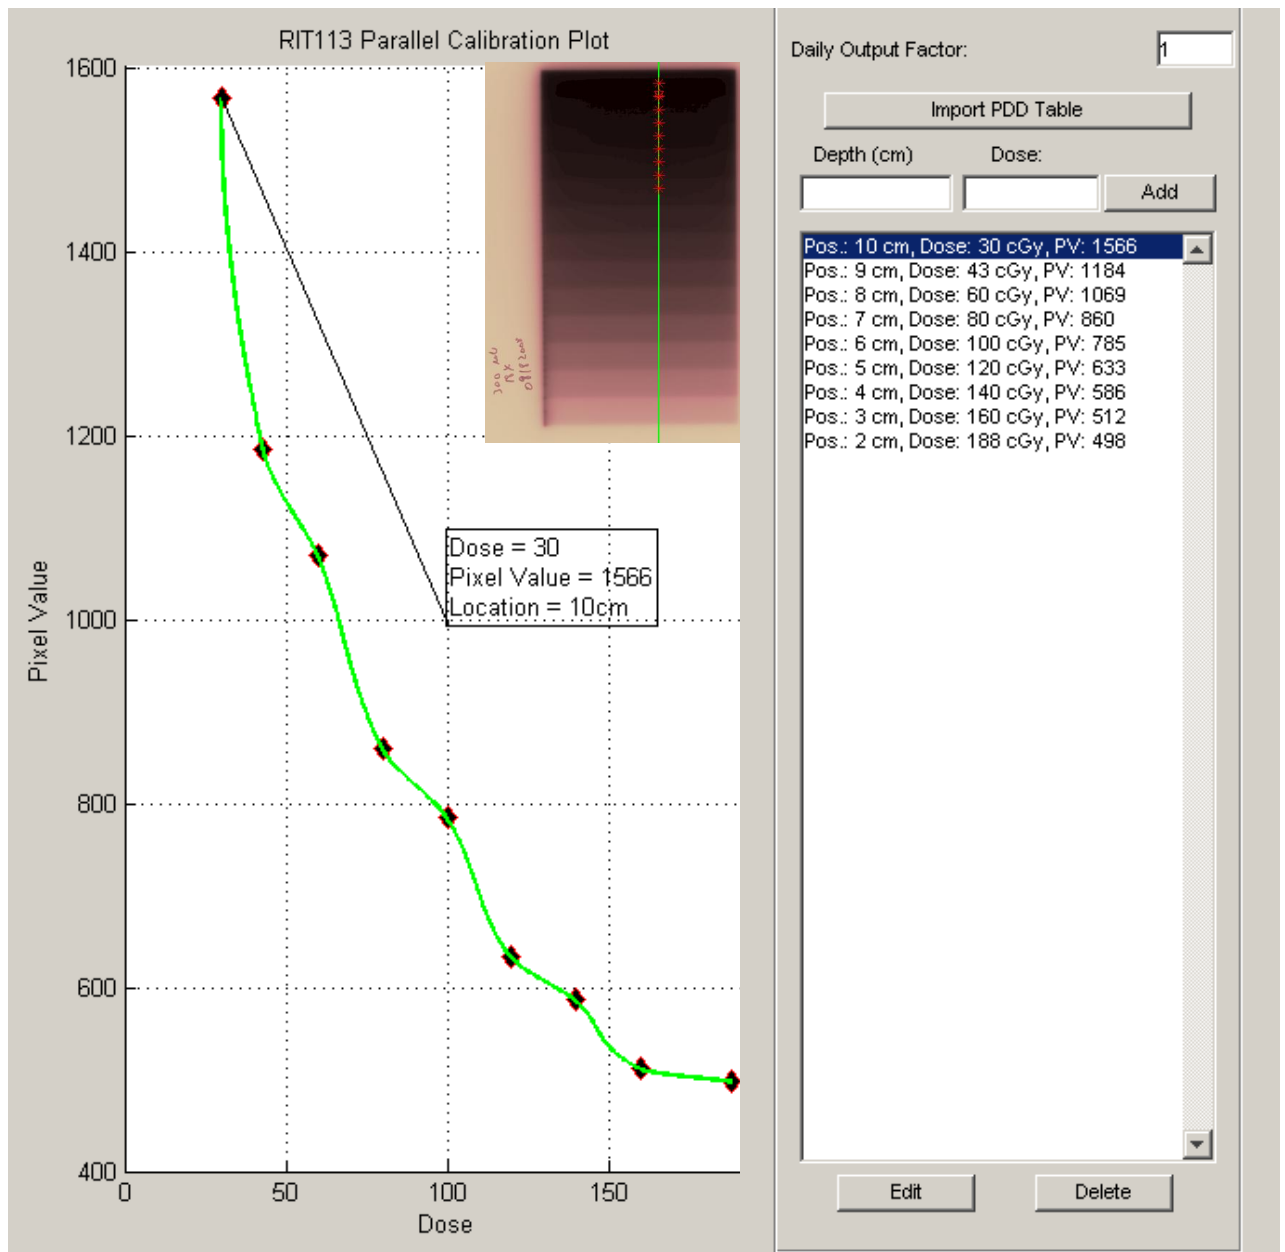 RIT113 Parallel Calibration Plot
1600
1400
1200
1000
800
600
400
Pixel Value
0
50
100
150
Dose
Dose = 30
Pixel Value = 1566
Location = 10cm
Daily Output Factor:
1
Import PDD Table
Depth (cm)
Dose:
Add
Pos.: 10 cm, Dose: 30 cGy, PV: 1566
Pos.: 9 cm, Dose: 43 cGy, PV: 1184
Pos.: 8 cm, Dose: 60 cGy, PV: 1069
Pos.: 7 cm, Dose: 80 cGy, PV: 860
Pos.: 6 cm, Dose: 100 cGy, PV: 785
Pos.: 5 cm, Dose: 120 cGy, PV: 633
Pos.: 4 cm, Dose: 140 cGy, PV: 586
Pos.: 3 cm, Dose: 160 cGy, PV: 512
Pos.: 2 cm, Dose: 188 cGy, PV: 498
Edit
Delete